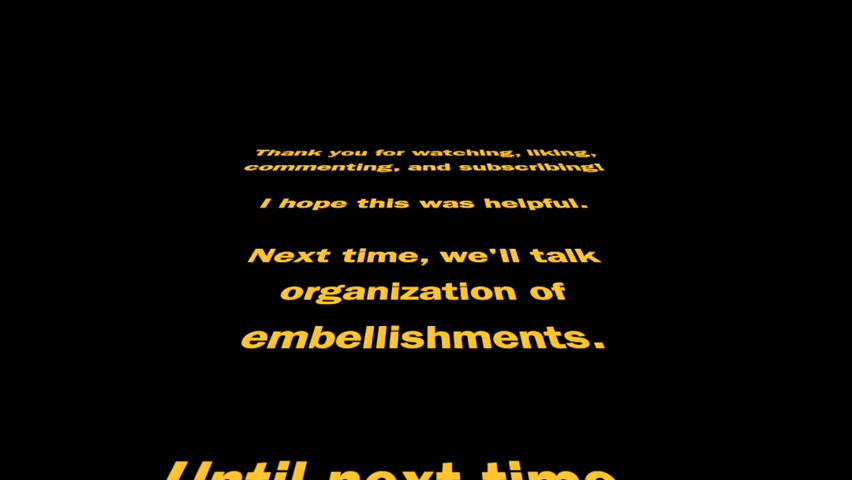 Thank you for watching, liking,
commenting, and subscribing!
I hope this was helpful.
Next time, we'll talk
organization of
embellishments.
Until next time